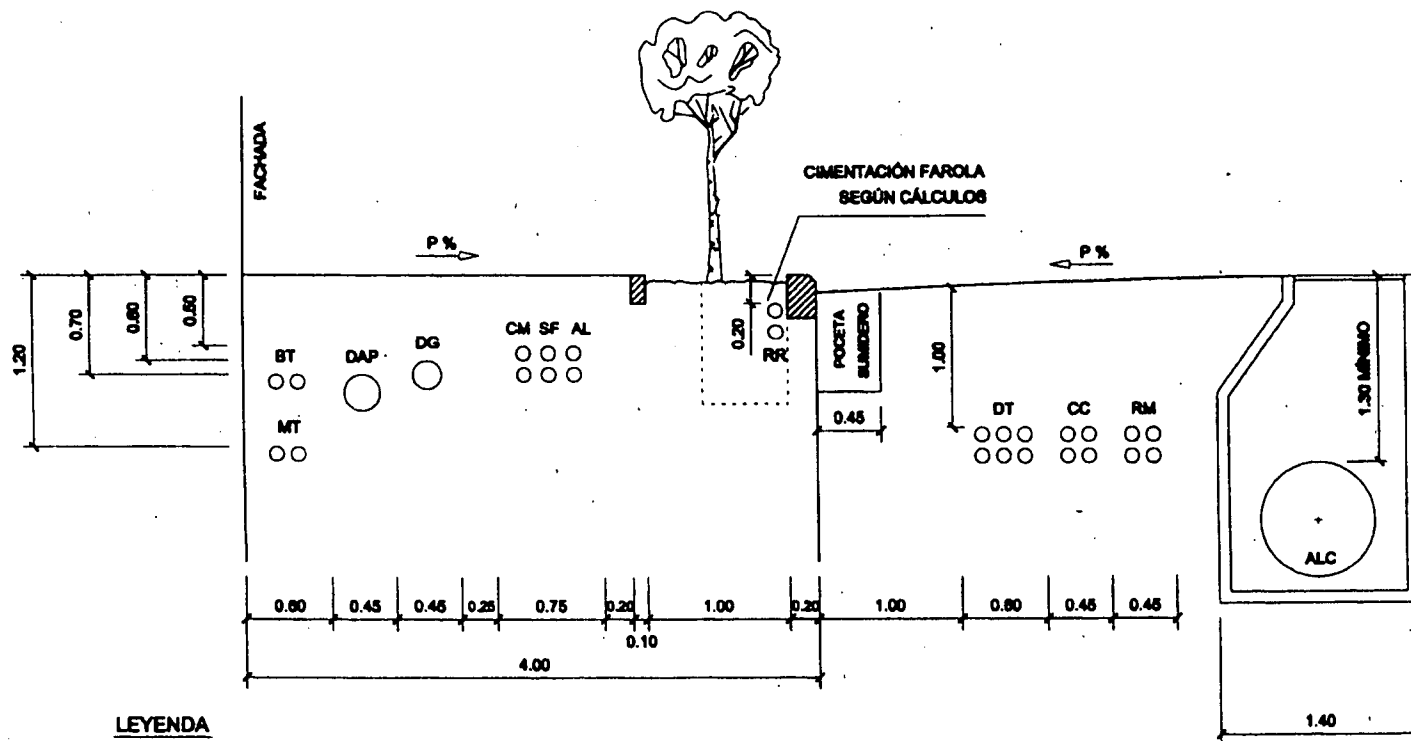 FACHADA
CIMENTACIÓN FAROLA
SEGÚN CÁLCULOS
P %
P %
1.20
0.70
0.60
0.50
BT
DAP
DG
CM SF AL
RR
0.20
POCETA
SUMIDERO
1.00
1.30 MÍNIMO
MT
0.45
DT
CC
RM
ALC
0.60
0.45
0.45
0.25
0.75
0.20
1.00
0.20
1.00
0.60
0.45
0.45
0.10
4.00
LEYENDA
1.40